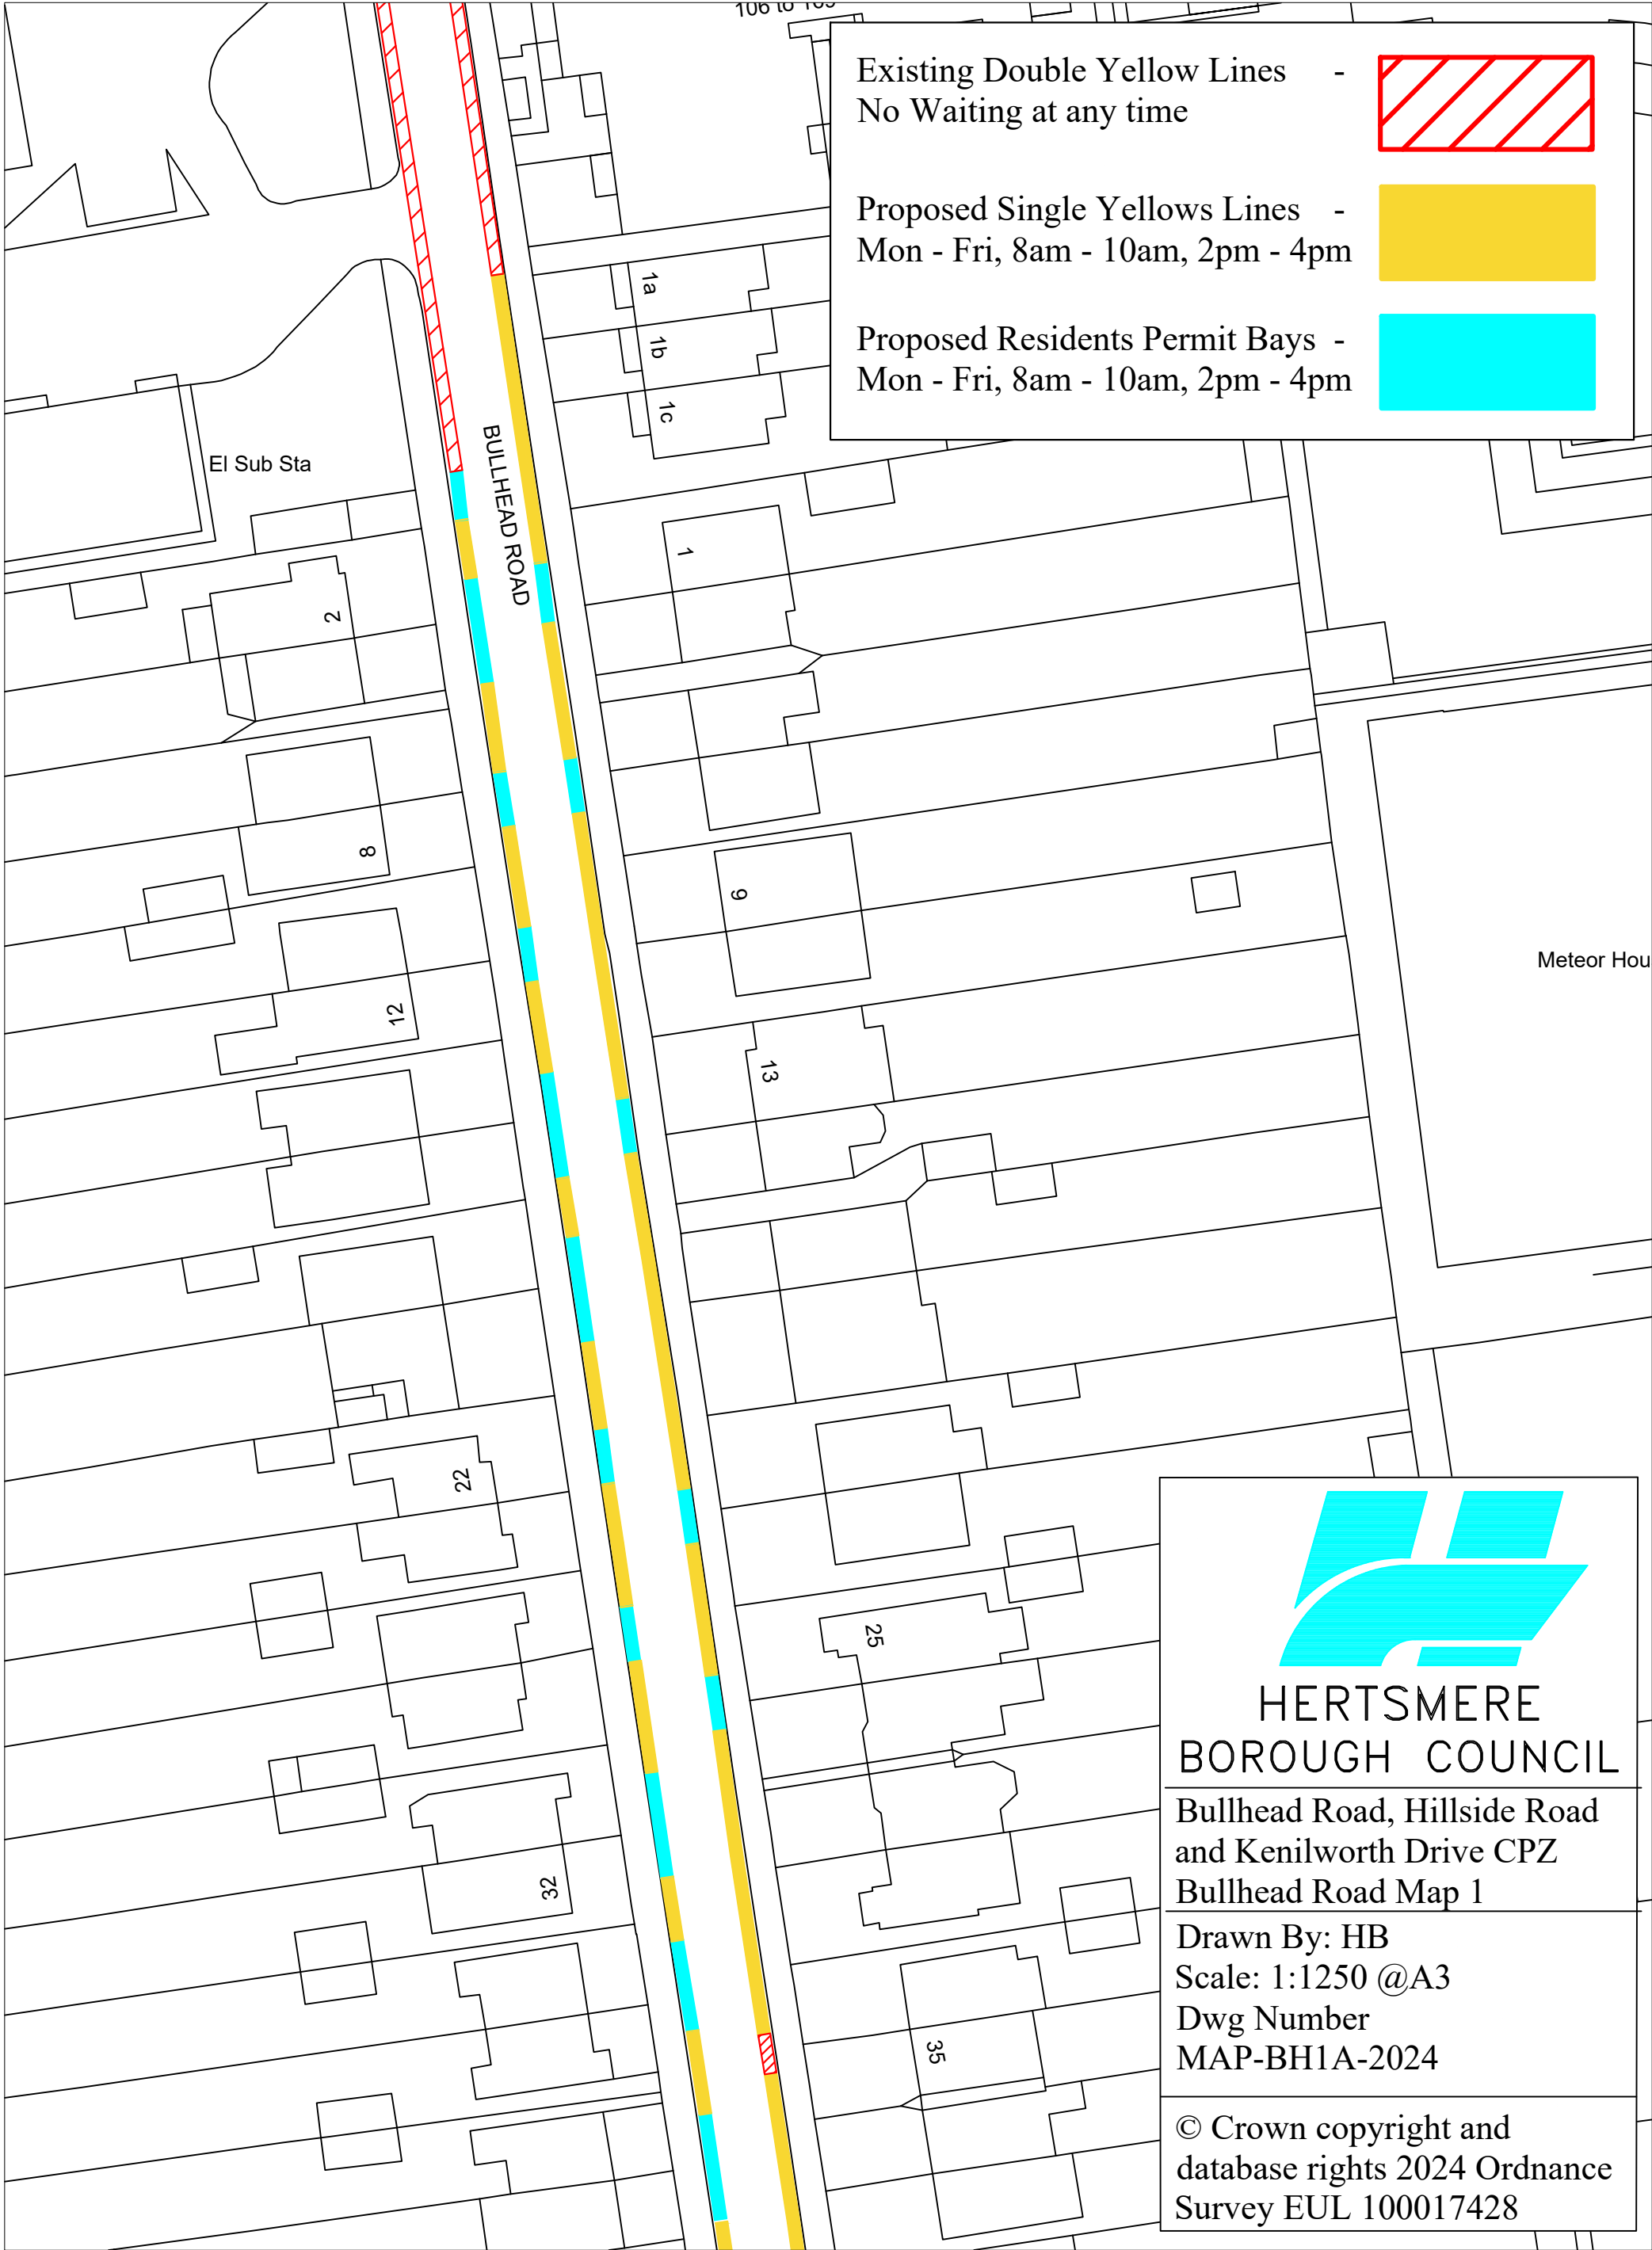 106 to 109
Existing Double Yellow Lines -
No Waiting at any time
Proposed Single Yellows Lines -
Mon - Fri, 8am - 10am, 2pm - 4pm
Proposed Residents Permit Bays -
Mon - Fri, 8am - 10am, 2pm - 4pm
1a
1b
1c
BULLHEAD ROAD
El Sub Sta
1
2
8
9
Meteor Hou
12
13
22
25
32
35
HERTSMERE
BOROUGH COUNCIL
Bullhead Road, Hillside Road
and Kenilworth Drive CPZ
Bullhead Road Map 1
Drawn By: HB
Scale: 1:1250 @A3
Dwg Number
MAP-BH1A-2024
© Crown copyright and
database rights 2024 Ordnance
Survey EUL 100017428